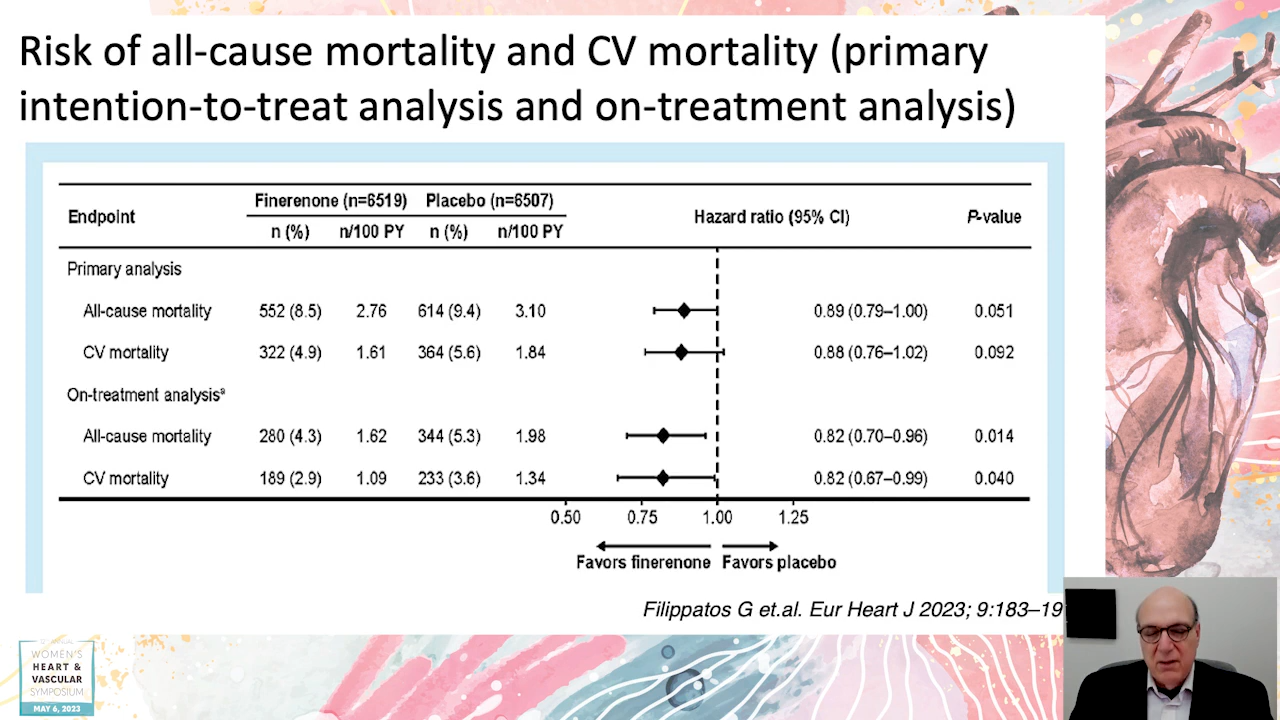 Risk of all-cause mortality and CV mortality (primary
intention-to-treat analysis and on-treatment analysis)
Endpoint
Finerenone (n=6519) Placebo (n=6507)
Hazard ratio (95% CI)
P-value
n (%) n/100 PY n (%) n/100 PY
Primary analysis
All-cause mortality 552 (8.5) 2.76 614 (9.4) 3.10 0.89 (0.79–1.00) 0.051
CV mortality 322 (4.9) 1.61 364 (5.6) 1.84 0.88 (0.76–1.02) 0.092
On-treatment analysisª
All-cause mortality 280 (4.3) 1.62 344 (5.3) 1.98 0.82 (0.70–0.96) 0.014
CV mortality 189 (2.9) 1.09 233 (3.6) 1.34 0.82 (0.67–0.99) 0.040
0.50 0.75 1.00 1.25
Favors finerenone Favors placebo
Filippatos G et.al. Eur Heart J 2023; 9:183–19
WOMEN'S
HEART &
VASCULAR
SYMPOSIUM
MAY 6, 2023